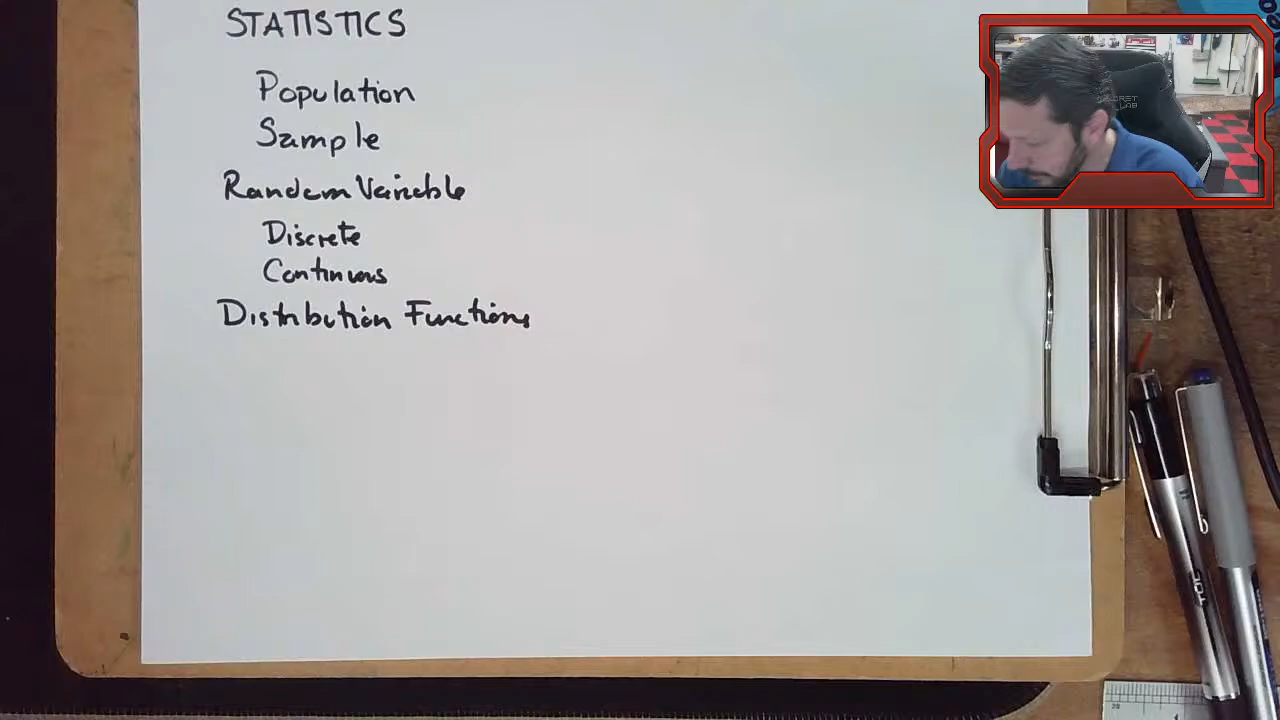 STATISTICS
Population
Sample
Random Variable
Discrete
Continuous
Distribution Functions